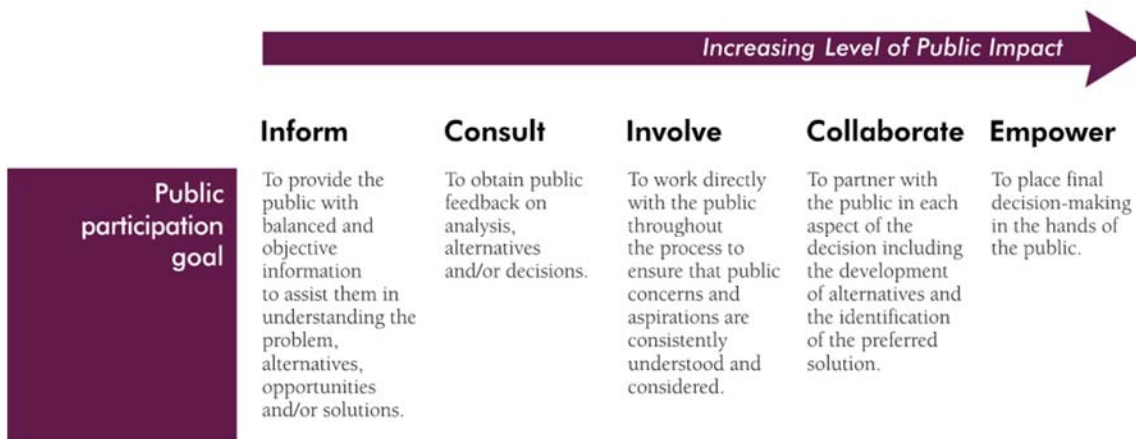 Increasing Level of Public Impact
Inform
Consult
Involve
Collaborate
Empower
Public
participation
goal
To provide the
public with
balanced and
objective
information
to assist them in
understanding the
problem,
alternatives,
opportunities
and/or solutions.
To obtain public
feedback on
analysis,
alternatives
and/or decisions.
To work directly
with the public
throughout
the process to
ensure that public
concerns and
aspirations are
consistently
understood and
considered.
To partner with
the public in each
aspect of the
decision including
the development
of alternatives and
the identification
of the preferred
solution.
To place final
decision-making
in the hands of
the public.